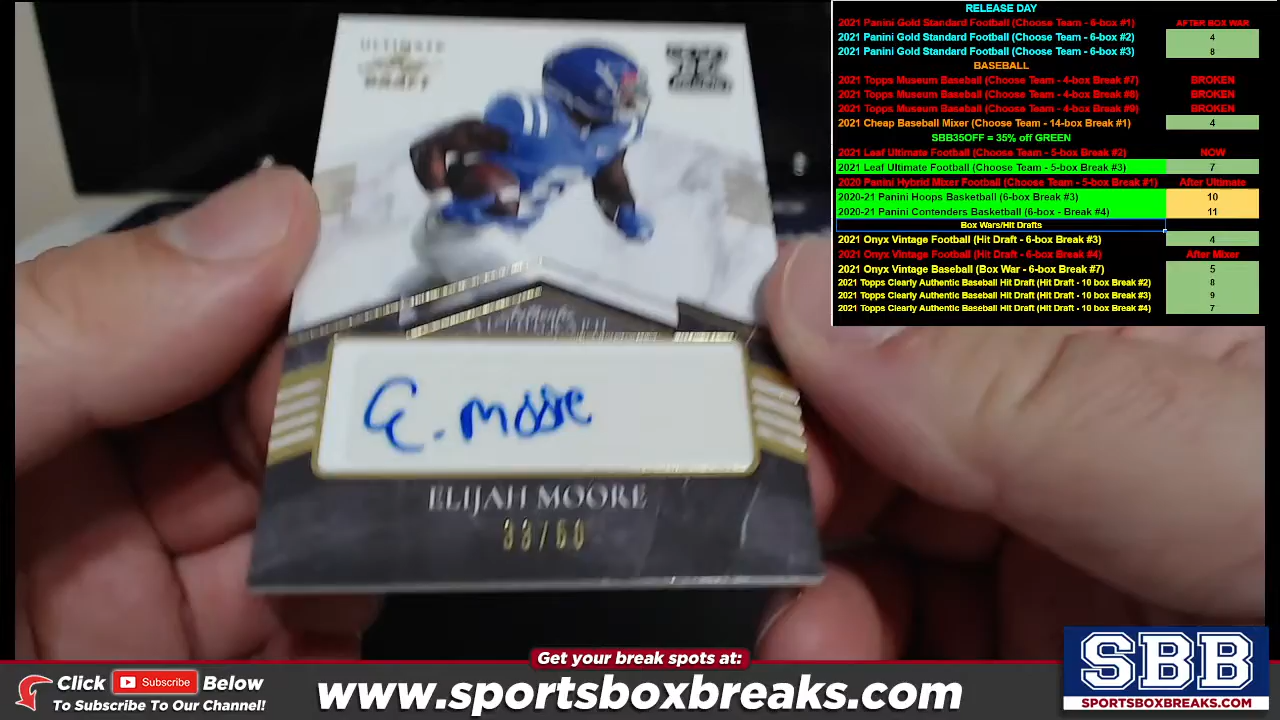 RELEASE DAY
2021 Panini Gold Standard Football (Choose Team - 6-box #1) AFTER BOX WAR
2021 Panini Gold Standard Football (Choose Team - 6-box #2) 4
2021 Panini Gold Standard Football (Choose Team - 6-box #3) 8
BASEBALL
2021 Topps Museum Baseball (Choose Team - 4-box Break #7) BROKEN
2021 Topps Museum Baseball (Choose Team - 4-box Break #8) BROKEN
2021 Topps Museum Baseball (Choose Team - 4-box Break #9) BROKEN
2021 Cheap Baseball Mixer (Choose Team - 14-box Break #1) 4
SBB35OFF = 35% off GREEN
2021 Leaf Ultimate Football (Choose Team - 5-box Break #2) NOW
2021 Leaf Ultimate Football (Choose Team - 5-box Break #3) 7
2020 Panini Hybrid Mixer Football (Choose Team - 5-box Break #1) After Ultimate
2020-21 Panini Hoops Basketball (6-box Break #3) 10
2020-21 Panini Contenders Basketball (6-box - Break #4) 11
Box Wars/Hit Drafts
2021 Onyx Vintage Football (Hit Draft - 6-box Break #3) 4
2021 Onyx Vintage Football (Hit Draft - 6-box Break #4) After Mixer
2021 Onyx Vintage Baseball (Box War - 6-box Break #7) 5
2021 Topps Clearly Authentic Baseball Hit Draft (Hit Draft - 10 box Break #2) 8
2021 Topps Clearly Authentic Baseball Hit Draft (Hit Draft - 10 box Break #3) 9
2021 Topps Clearly Authentic Baseball Hit Draft (Hit Draft - 10 box Break #4) 7
ULTIMATE
E. Moore
ELIJAH MOORE
33/50
Get your break spots at:
Click Subscribe Below
To Subscribe To Our Channel!
www.sportsboxbreaks.com
SBB
SPORTSBOXBREAKS.COM